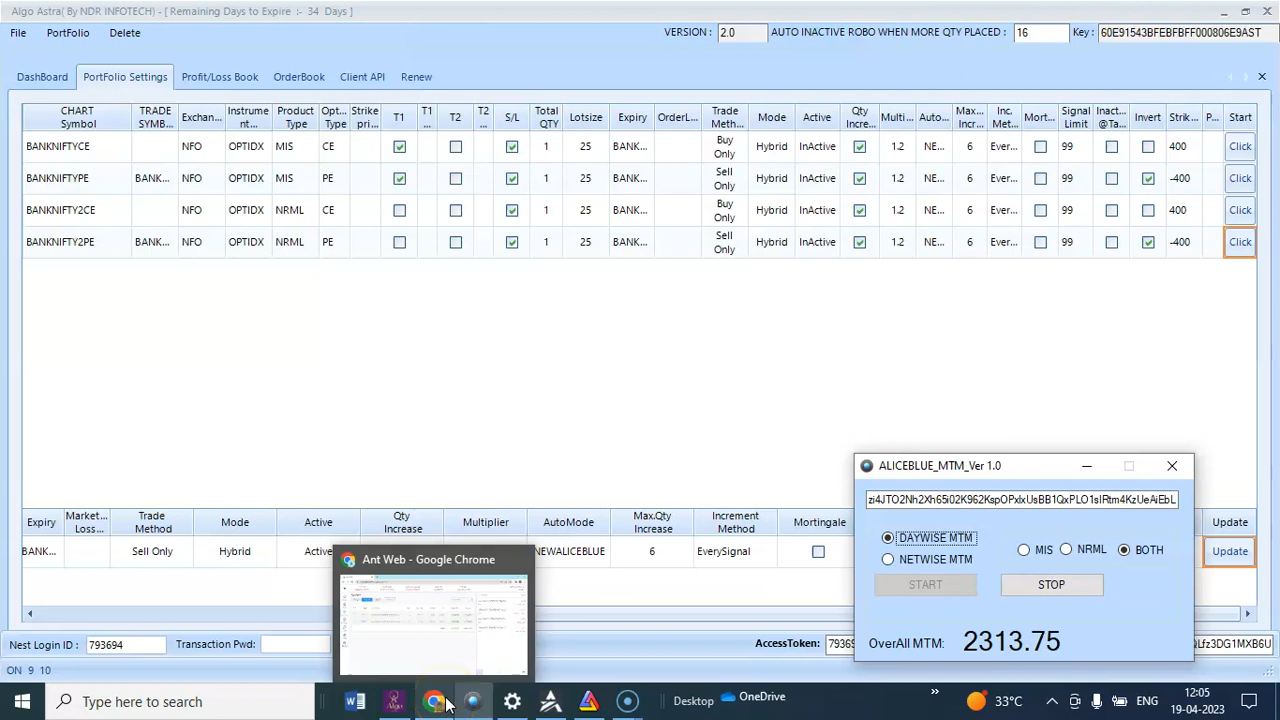 Algo Astra( By NDR INFOTECH) - [ Remaining Days to Expire :- 34 Days ]
File Portfolio Delete VERSION : 2.0 AUTO INACTIVE ROBO WHEN MORE QTY PLACED : 16 Key : 60E91543BFEBFBFF000806E9AST
DashBoard PortFolio Settings Profit/Loss Book OrderBook Client API Renew
CHART TRADE Exchan... Instrume Product Opt... Strike T1 T1 T2 T2 S/L Total Lotsize Expiry OrderL... Trade Mode Active Qty Multi... Auto... Max... Inc. Mort... Signal Inact... Invert Strik... P... Start
Symbol SYMB... nt... Type Type pri... ... ... QTY Meth... Incre... Incr... Met... Limit @Ta...
BANKNIFTYCE NFO OPTIDX MIS CE 1 25 BANK... Buy Only Hybrid InActive 1.2 NE... 6 Ever... 99 400 Click
BANKNIFTYPE BANK... NFO OPTIDX MIS PE 1 25 BANK... Sell Only Hybrid InActive 1.2 NE... 6 Ever... 99 -400 Click
BANKNIFTY2CE NFO OPTIDX NRML CE 1 25 BANK... Buy Only Hybrid InActive 1.2 NE... 6 Ever... 99 400 Click
BANKNIFTY2PE BANK... NFO OPTIDX NRML PE 1 25 BANK... Sell Only Hybrid InActive 1.2 NE... 6 Ever... 99 -400 Click
ALICEBLUE_MTM_Ver 1.0
DAYWISE MTM
NETWISE MTM
MIS NRML BOTH
START STOP
OverAll MTM: 2313.75
Expiry Market... Loss... Trade Method Mode Active Qty Increase Multiplier AutoMode Max.Qty Increase Increment Method Mortingale Update
BANK... Sell Only Hybrid Active NEWALICEBLUE 6 EverySignal Update
Ant Web - Google Chrome
Nest Login ID : 793694 Transaction Pwd: AccessToken: 79369
ON 9 10
Type here to search Desktop OneDrive » 33°C ENG 12:05
19-04-2023